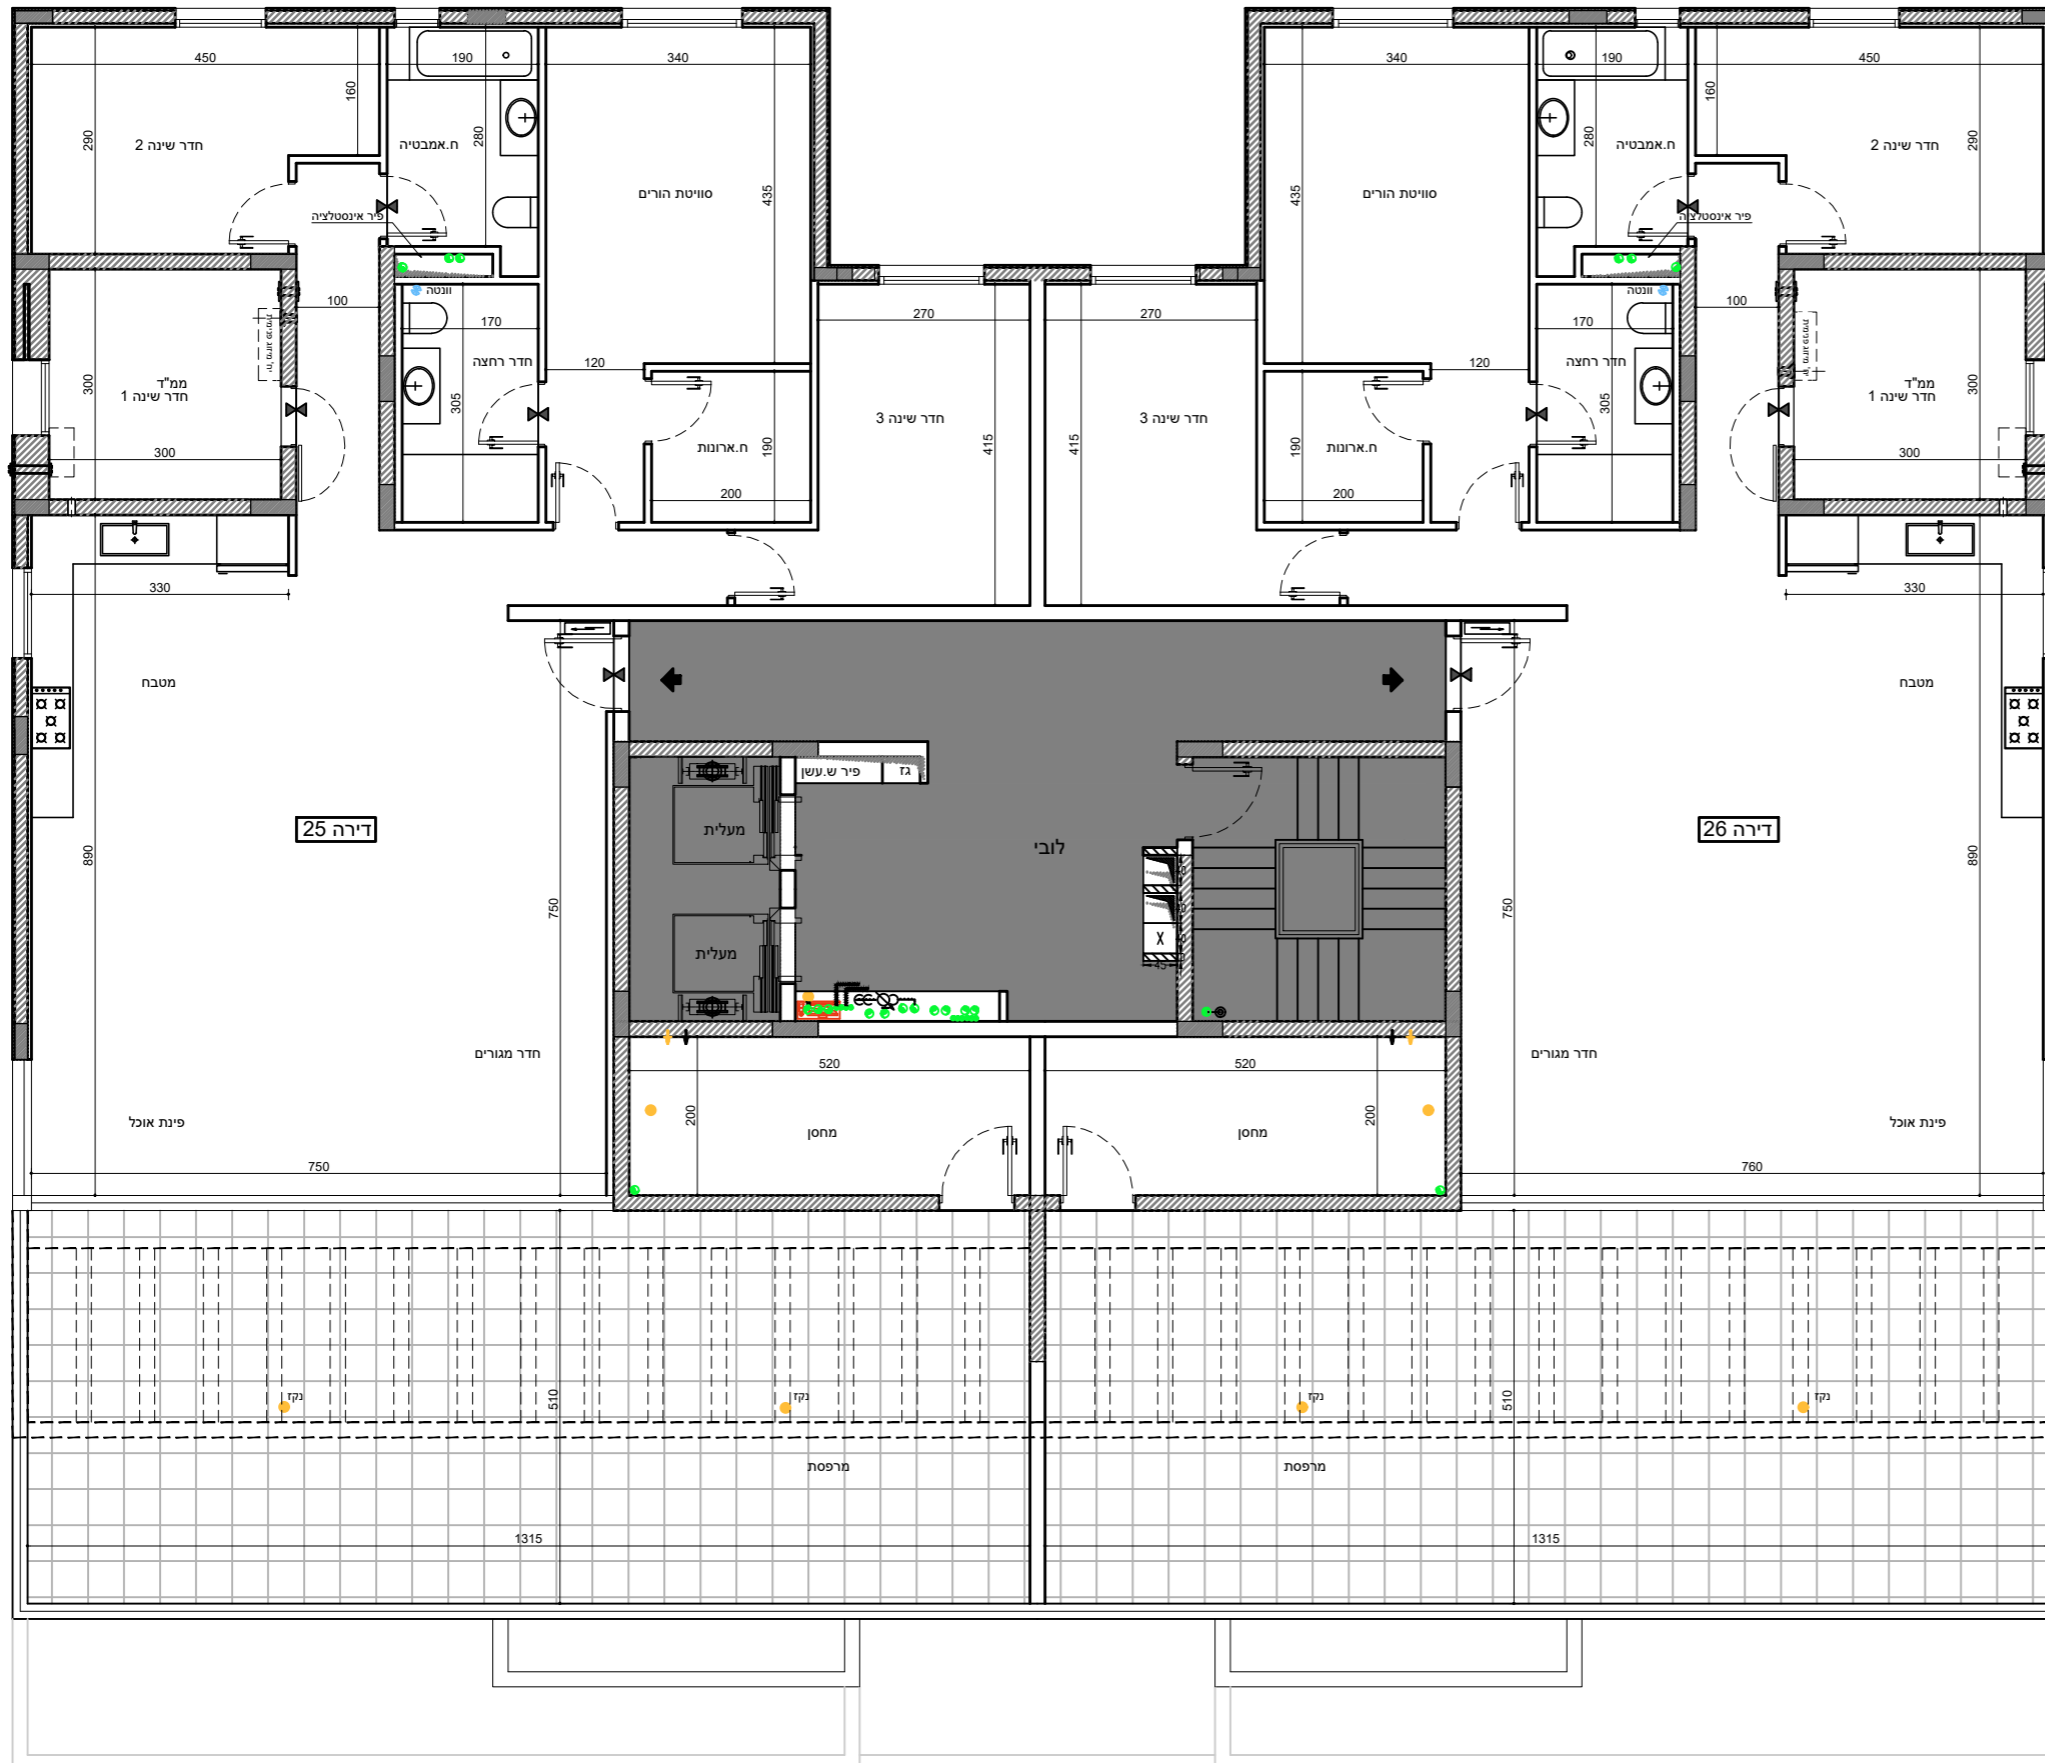 450
190
340
340
190
450
160
160
290
280
280
290
חדר שינה 2
ח.אמבטיה
ח.אמבטיה
חדר שינה 2
סוויטת הורים
סוויטת הורים
435
435
פיר אינסטלציה
פיר אינסטלציה
וונטה
וונטה
100
170
270
270
170
100
חדר רחצה
חדר רחצה
120
120
ממ"ד
חדר שינה 1
ממ"ד
חדר שינה 1
300
305
305
300
חדר שינה 3
חדר שינה 3
ח.ארונות
ח.ארונות
190
415
415
190
300
300
200
200
330
330
מטבח
מטבח
פיר ש.עשן
גז
מעלית
לובי
דירה 25
דירה 26
890
750
750
890
מעלית
X
45
חדר מגורים
חדר מגורים
520
520
200
200
פינת אוכל
מחסן
מחסן
פינת אוכל
750
760
נקז
נקז
נקז
נקז
510
510
מרפסת
מרפסת
1315
1315